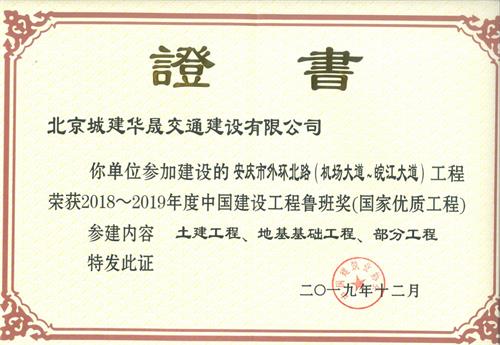 證書
北京城建华晟交通建设有限公司
你单位参加建设的 安庆市外环北路（机场大道~皖江大道）工程
荣获2018～2019年度中国建设工程鲁班奖(国家优质工程)
参建内容 土建工程、地基基础工程、部分工程
特发此证
二〇一九年十二月